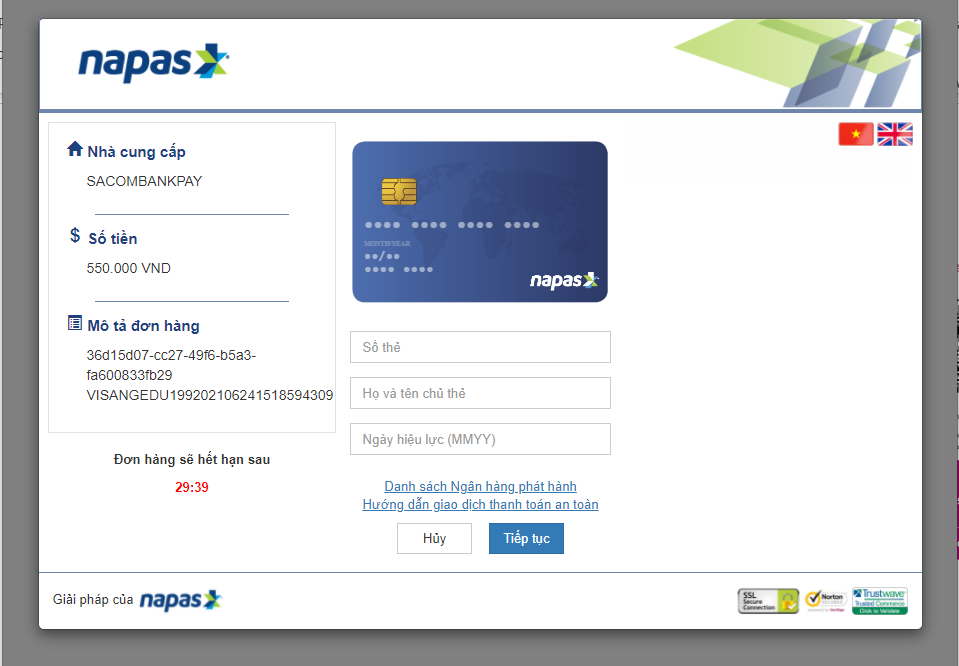 napas
Nhà cung cấp
SACOMBANKPAY
$ Số tiền
550.000 VND
Mô tả đơn hàng
36d15d07-cc27-49f6-b5a3-
fa600833fb29
VISANGEDU199202106241518594309
Đơn hàng sẽ hết hạn sau
29:39
MONTH/YEAR
napas
Số thẻ
Họ và tên chủ thẻ
Ngày hiệu lực (MMYY)
Danh sách Ngân hàng phát hành
Hướng dẫn giao dịch thanh toán an toàn
Hủy
Tiếp tục
Giải pháp của napas
SSL
Secure
Connection
Norton
SECURED
Trustwave
Trusted Commerce
Click to Validate